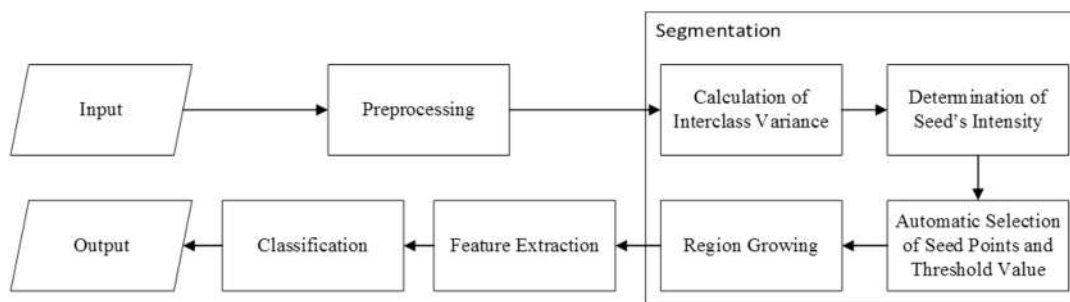 Segmentation
Input
Preprocessing
Calculation of
Interclass Variance
Determination of
Seed's Intensity
Automatic Selection
of Seed Points and
Threshold Value
Region Growing
Feature Extraction
Classification
Output